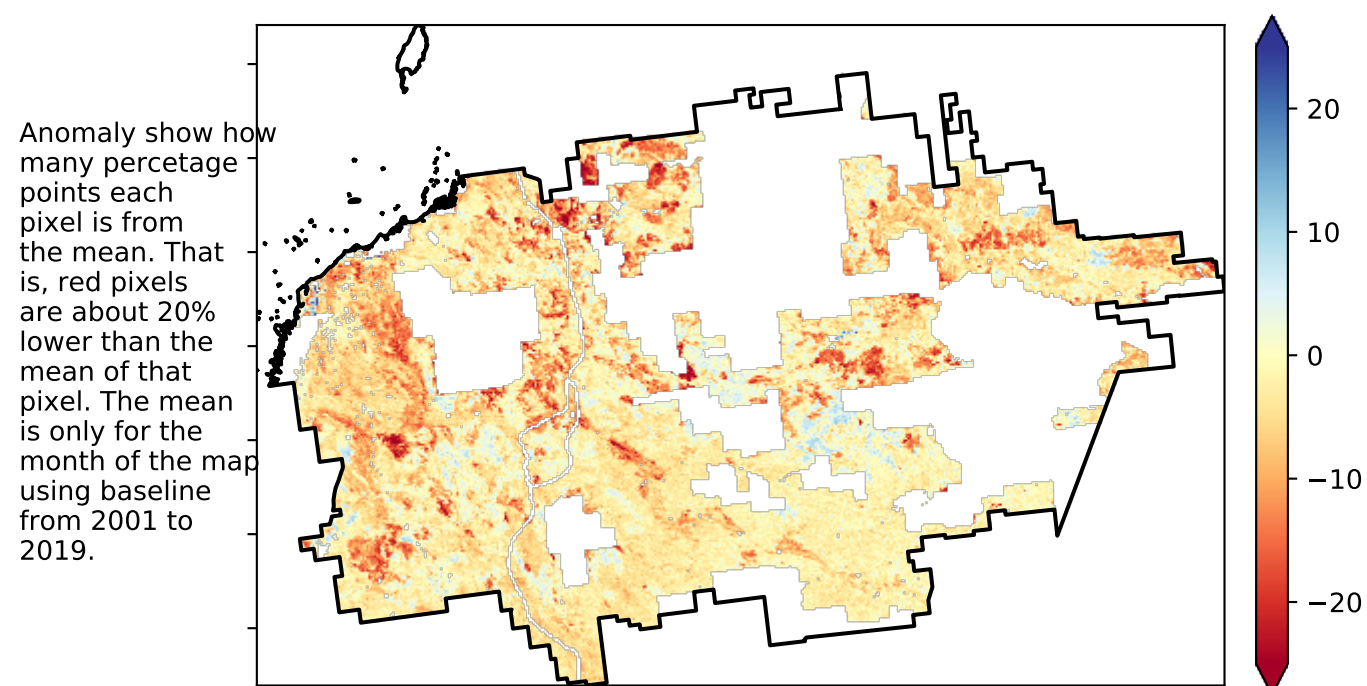 Anomaly show how
many percetage
points each
pixel is from
the mean. That
is, red pixels
are about 20%
lower than the
mean of that
pixel. The mean
is only for the
month of the map
using baseline
from 2001 to
2019.
20
10
0
−10
−20